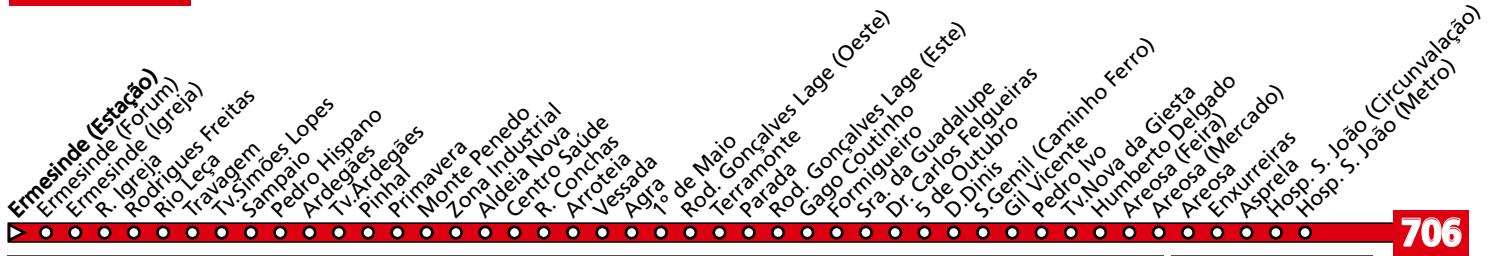 Ermesinde (Estação)
Ermesinde (Forum)
Ermesinde (Igreja)
R. Igreja
Rodrigues Freitas
Rio Leça
Travagem
Tv.Simões Lopes
Sampaio
Pedro Hispano
Ardegães
Tv.Ardegães
Pinhal
Primavera
Monte Penedo
Zona Industrial
Aldeia Nova
Centro Saúde
R. Conchas
Arroteia
Vessada
Agra
1º de Maio
Rod. Gonçalves Lage (Oeste)
Terramonte
Parada
Rod. Gonçalves Lage (Este)
Gago Coutinho
Formigueiro
Sra. da Guadalupe
Dr. Carlos Felgueiras
5 de Outubro
D.Dinis
S.Gemil (Caminho Ferro)
Gil Vicente
Pedro Ivo
Tv.Nova da Giesta
Humberto Delgado
Areosa (Feira)
Areosa (Mercado)
Areosa
Enxurreiras
Asprela
Hosp. S. João (Circunvalação)
Hosp. S. João (Metro)
706